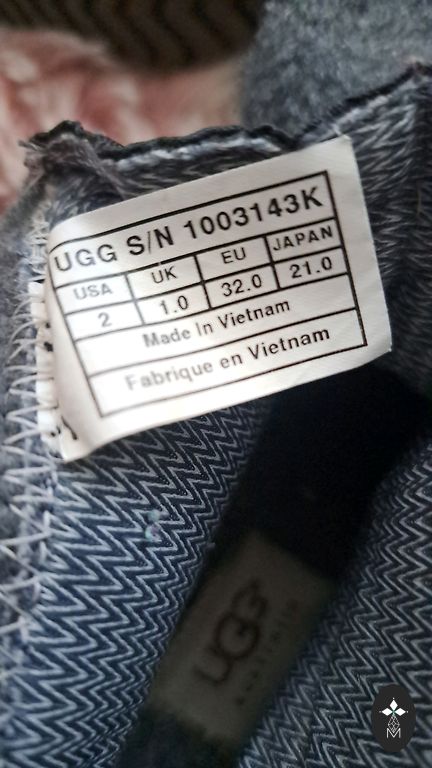 UGG S/N 1003143K
USA UK EU JAPAN
2 1.0 32.0 21.0
Made In Vietnam
Fabrique en Vietnam
UGG
australia
M